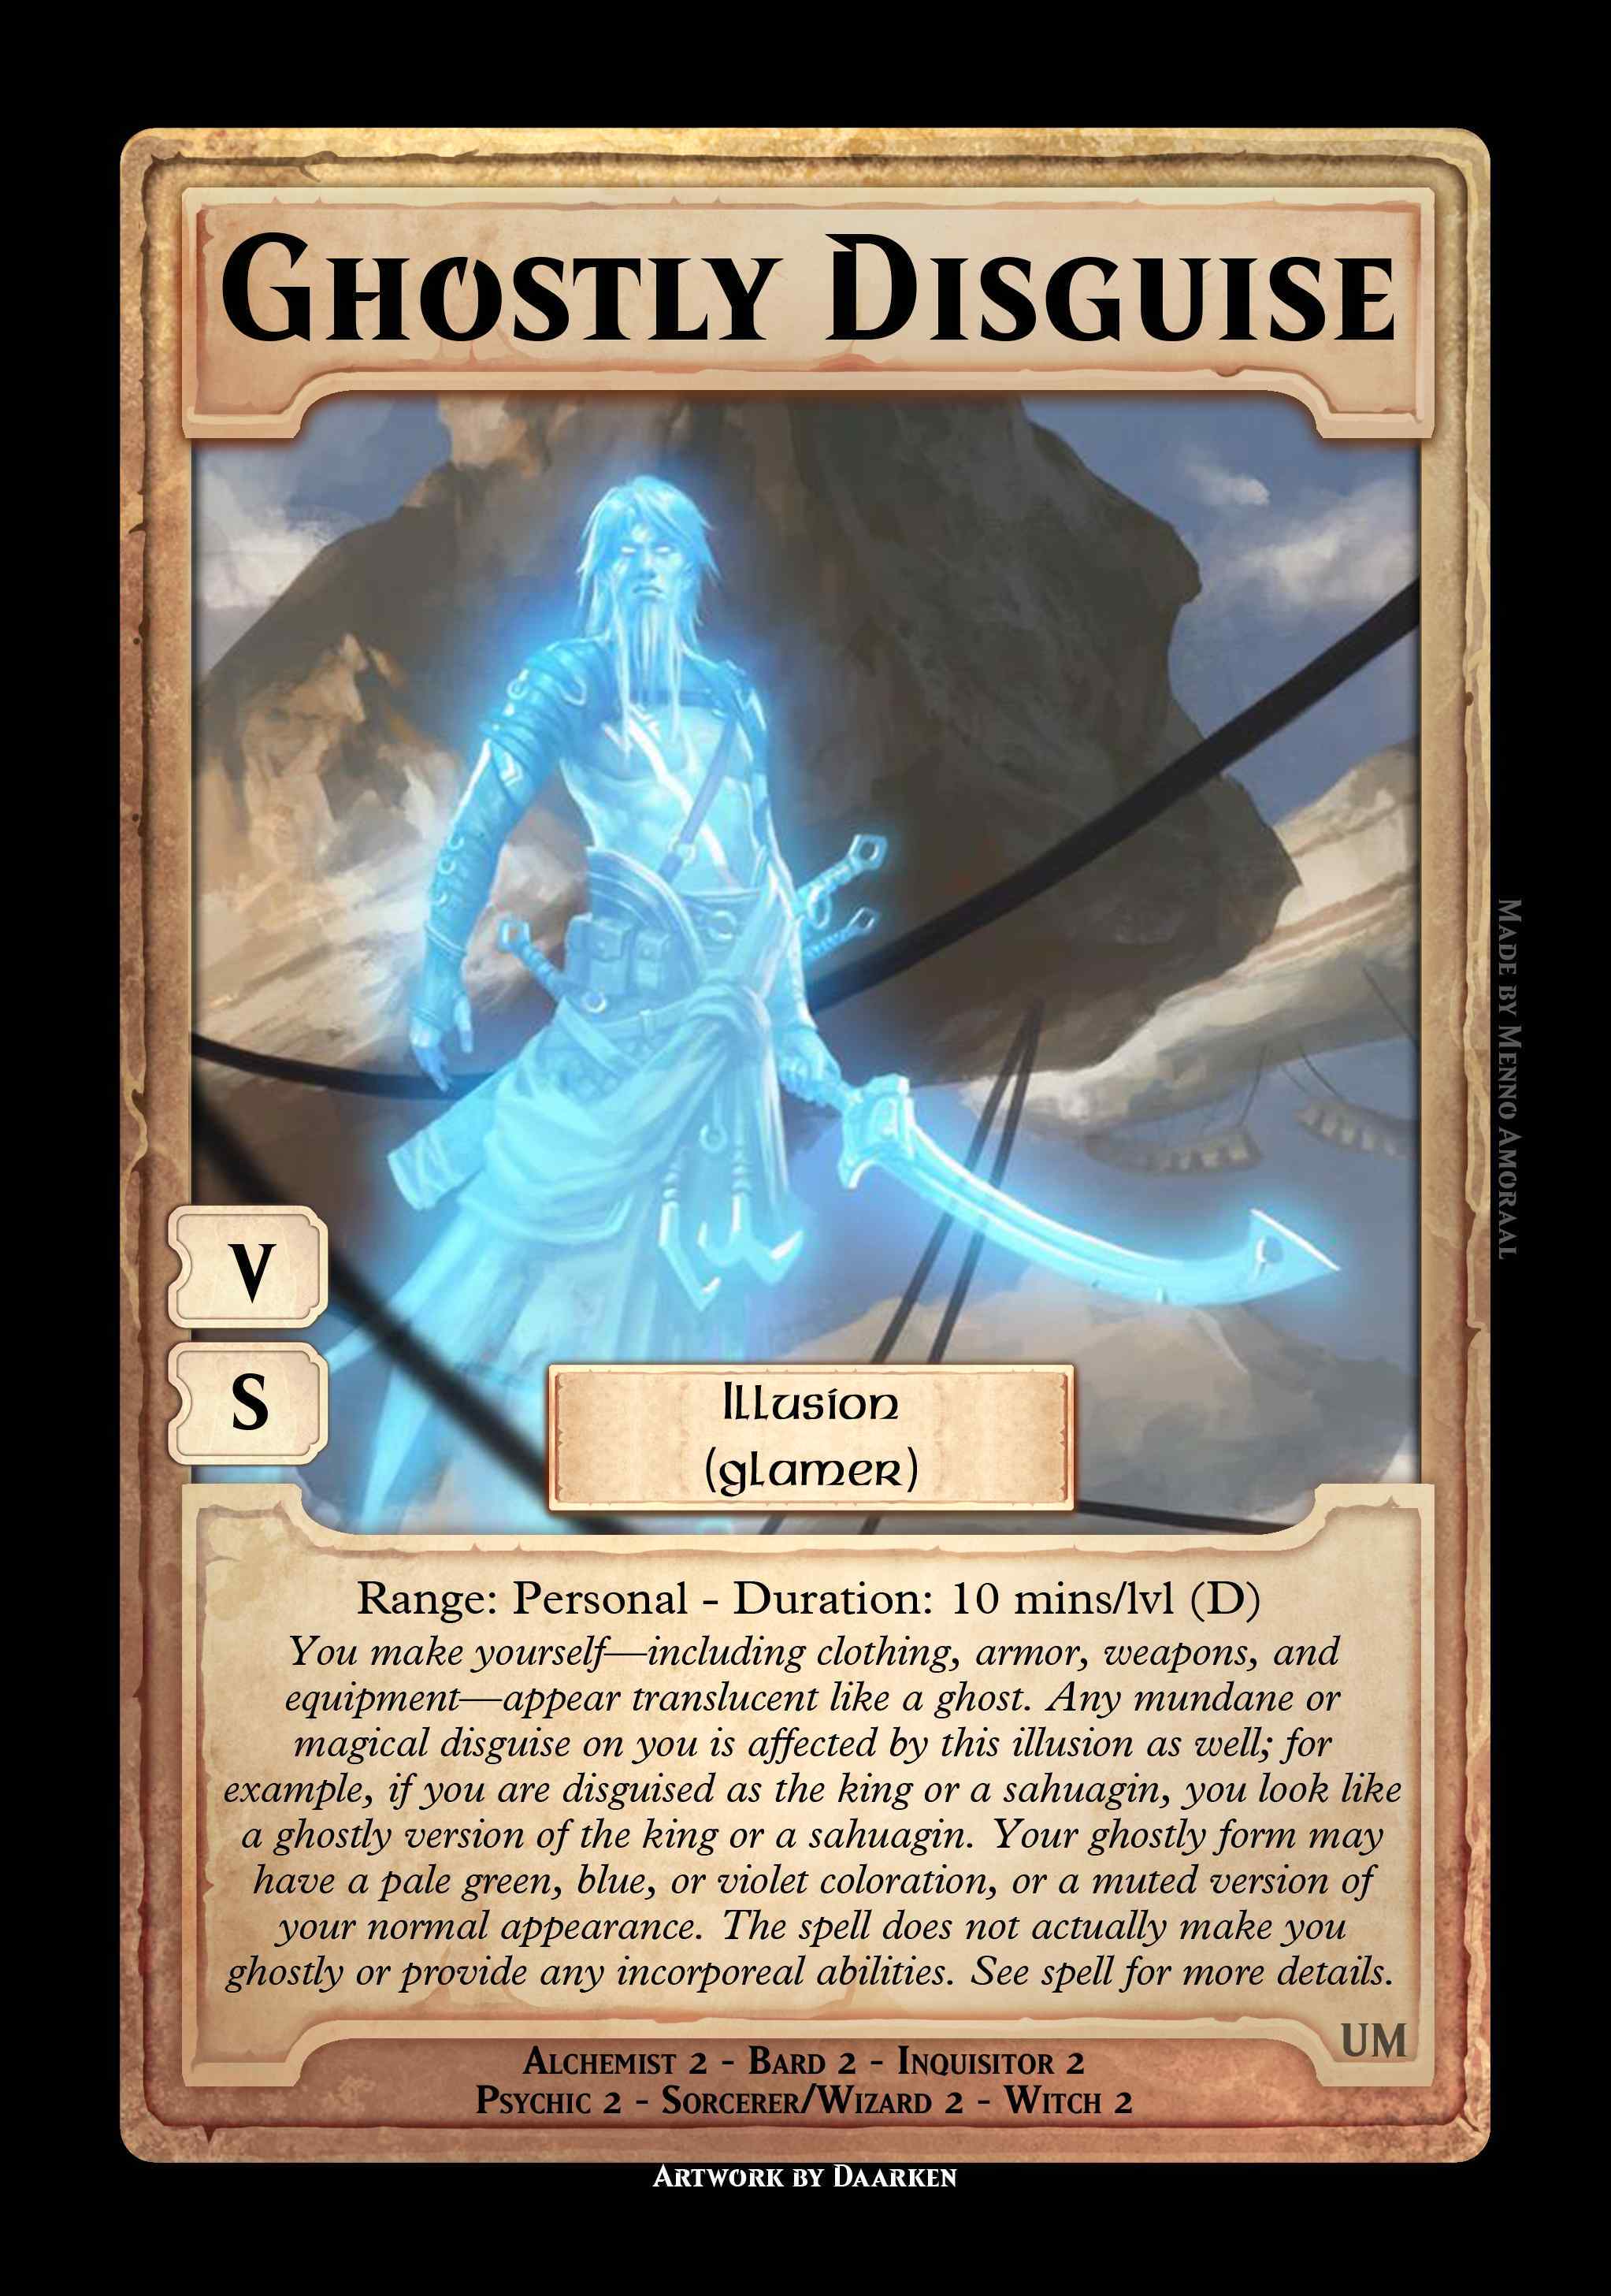 Ghostly Disguise
V
S
Illusion
(glamer)
Range: Personal - Duration: 10 mins/lvl (D)
You make yourself—including clothing, armor, weapons, and
equipment—appear translucent like a ghost. Any mundane or
magical disguise on you is affected by this illusion as well; for
example, if you are disguised as the king or a sahuagin, you look like
a ghostly version of the king or a sahuagin. Your ghostly form may
have a pale green, blue, or violet coloration, or a muted version of
your normal appearance. The spell does not actually make you
ghostly or provide any incorporeal abilities. See spell for more details.
UM
Alchemist 2 - Bard 2 - Inquisitor 2
Psychic 2 - Sorcerer/Wizard 2 - Witch 2
Artwork by Daarken
Made by Menno Amoraal